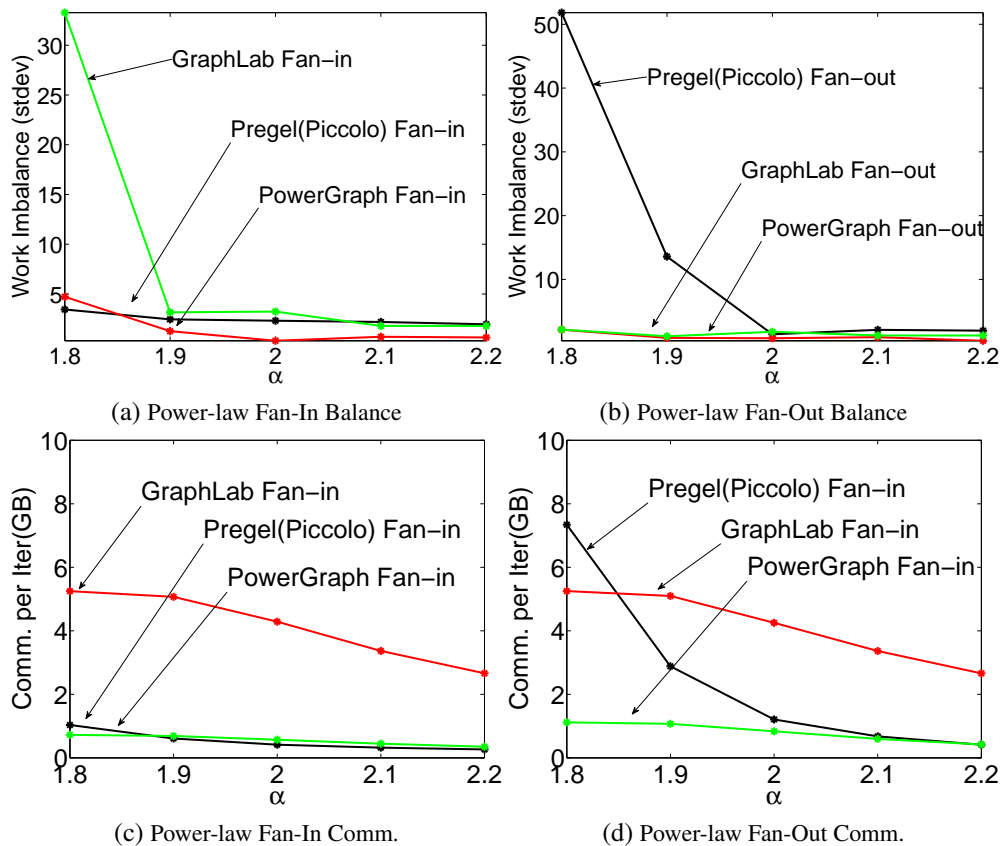 30
25
20
15
10
5
Work Imbalance (stdev)
GraphLab Fan−in
Pregel(Piccolo) Fan−in
PowerGraph Fan−in
1.8 1.9 2 2.1 2.2
α
(a) Power-law Fan-In Balance
50
40
30
20
10
Work Imbalance (stdev)
Pregel(Piccolo) Fan−out
GraphLab Fan−out
PowerGraph Fan−out
1.8 1.9 2 2.1 2.2
α
(b) Power-law Fan-Out Balance
10
8
6
4
2
0
Comm. per Iter(GB)
GraphLab Fan−in
Pregel(Piccolo) Fan−in
PowerGraph Fan−in
1.8 1.9 2 2.1 2.2
α
(c) Power-law Fan-In Comm.
10
8
6
4
2
0
Comm. per Iter(GB)
Pregel(Piccolo) Fan−in
GraphLab Fan−in
PowerGraph Fan−in
1.8 1.9 2 2.1 2.2
α
(d) Power-law Fan-Out Comm.